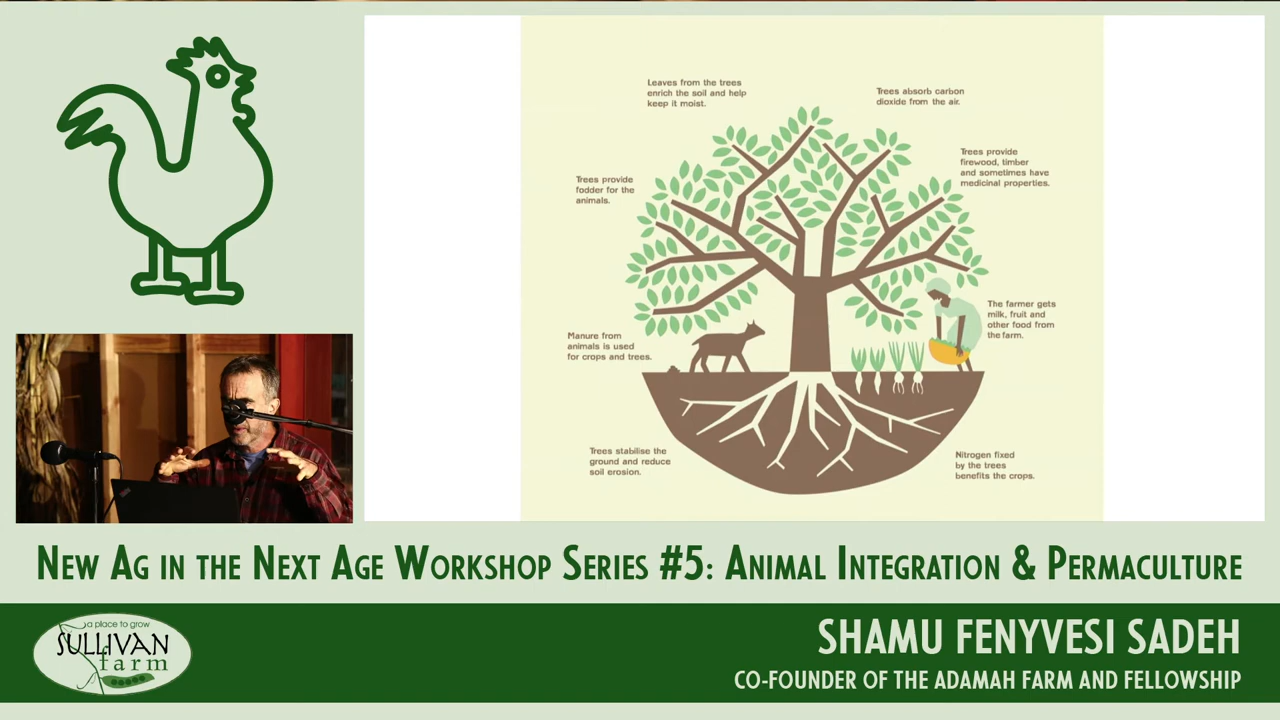 Leaves from the trees
enrich the soil and help
keep it moist.
Trees absorb carbon
dioxide from the air.
Trees provide
firewood, timber
and sometimes have
medicinal properties.
Trees provide
fodder for the
animals.
The farmer gets
milk, fruit and
other food from
the farm.
Manure from
animals is used
for crops and trees.
Trees stabilise the
ground and reduce
soil erosion.
Nitrogen fixed
by the trees
benefits the crops.
New Ag in the Next Age Workshop Series #5: Animal Integration & Permaculture
a place to grow
SULLIVAN
farm
SHAMU FENYVESI SADEH
CO-FOUNDER OF THE ADAMAH FARM AND FELLOWSHIP